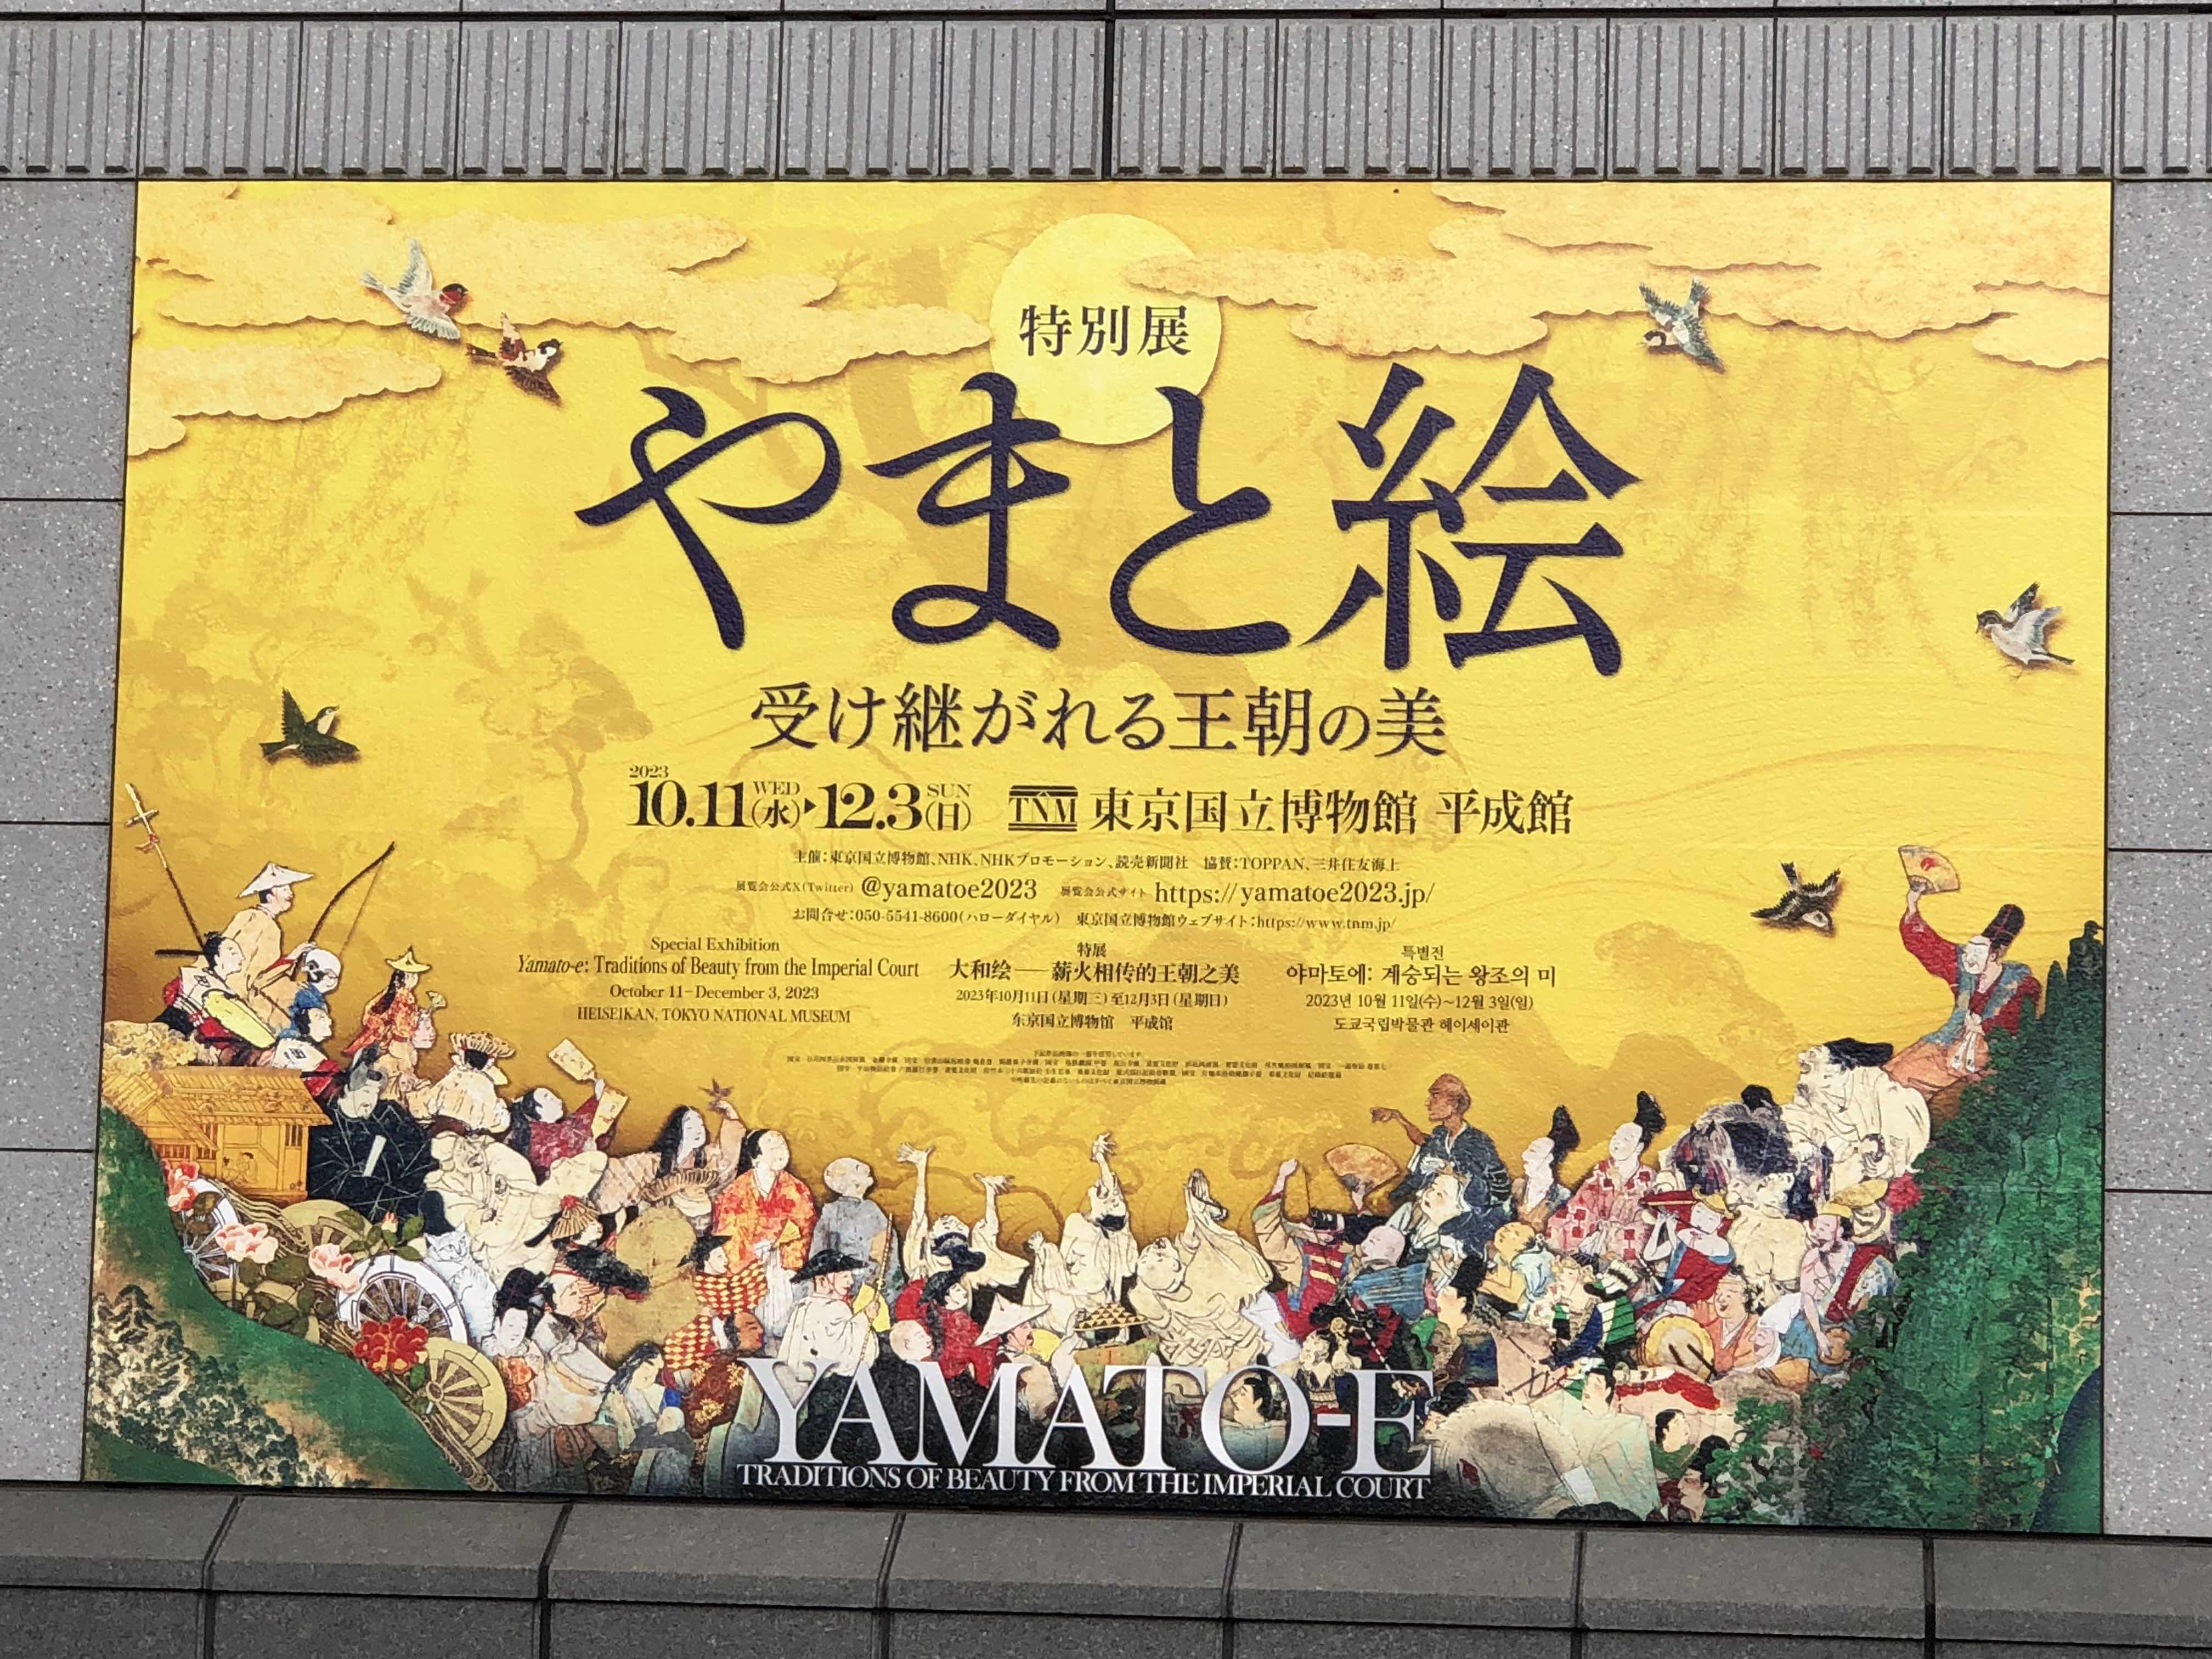 特別展
やまと絵
受け継がれる王朝の美
2023
10.11 WED(水)▶12.3 SUN(日) TNM 東京国立博物館 平成館
主催：東京国立博物館、NHK、NHKプロモーション、読売新聞社 協賛：TOPPAN、三井住友海上
展覧会公式X(Twitter) @yamatoe2023 展覧会公式サイト https://yamatoe2023.jp/
お問合せ：050-5541-8600(ハローダイヤル) 東京国立博物館ウェブサイト：https://www.tnm.jp/
Special Exhibition
Yamato-e: Traditions of Beauty from the Imperial Court
October 11–December 3, 2023
HEISEIKAN, TOKYO NATIONAL MUSEUM
特展
大和绘——薪火相传的王朝之美
2023年10月11日(星期三)至12月3日(星期日)
东京国立博物馆 平成馆
특별전
야마토에: 계승되는 왕조의 미
2023년 10월 11일(수)~12월 3일(일)
도쿄국립박물관 헤이세이관
YAMATO-E
TRADITIONS OF BEAUTY FROM THE IMPERIAL COURT